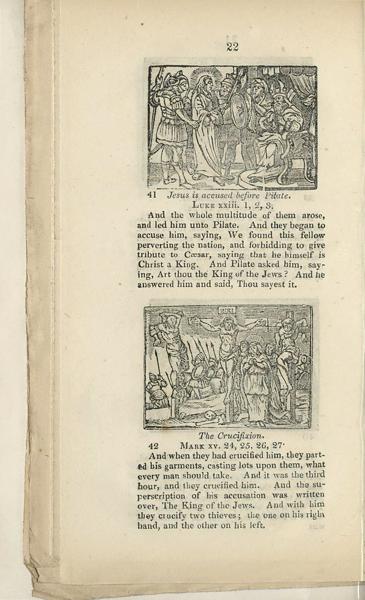 22
41 Jesus is accused before Pilate.
LUKE xxiii. 1, 2, 3.
And the whole multitude of them arose,
and led him unto Pilate. And they began to
accuse him, saying, We found this fellow
perverting the nation, and forbidding to give
tribute to Cæsar, saying that he himself is
Christ a King. And Pilate asked him, say-
ing, Art thou the King of the Jews? And he
answered him and said, Thou sayest it.
INRI
The Crucifixion.
42 MARK xv. 24, 25, 26, 27.
And when they had crucified him, they part-
ed his garments, casting lots upon them, what
every man should take. And it was the third
hour, and they crucified him. And the su-
perscription of his accusation was written
over, The King of the Jews. And with him
they crucify two thieves; the one on his right
hand, and the other on his left.